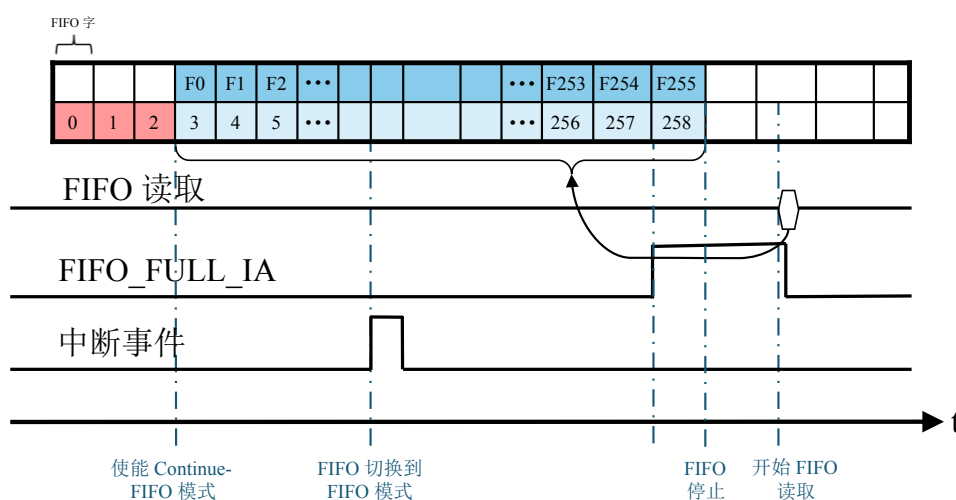 FIFO 字
F0 F1 F2 ••• ••• F253 F254 F255
0 1 2 3 4 5 ••• ••• 256 257 258
FIFO 读取
FIFO_FULL_IA
中断事件
t
使能 Continue-
FIFO 模式
FIFO 切换到
FIFO 模式
FIFO
停止
开始 FIFO
读取